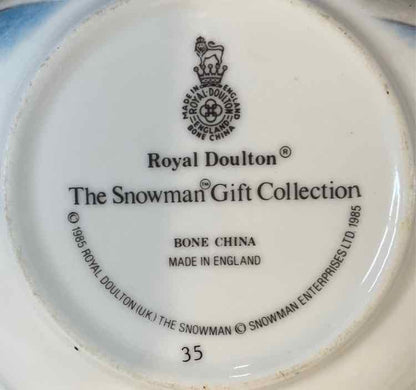 MADE IN ENGLAND
ROYAL·DOULTON
ENGLAND
BONE CHINA
Royal Doulton®
The Snowman™ Gift Collection
BONE CHINA
MADE IN ENGLAND
© 1985 ROYAL DOULTON (U.K.) THE SNOWMAN © SNOWMAN ENTERPRISES LTD 1985
35